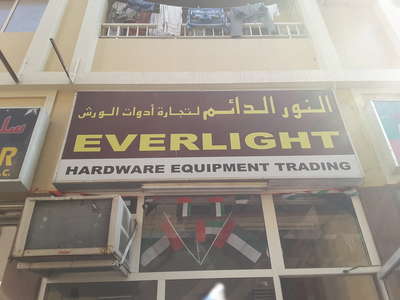 النور الدائم لتجارة أدوات الورش
EVERLIGHT
HARDWARE EQUIPMENT TRADING